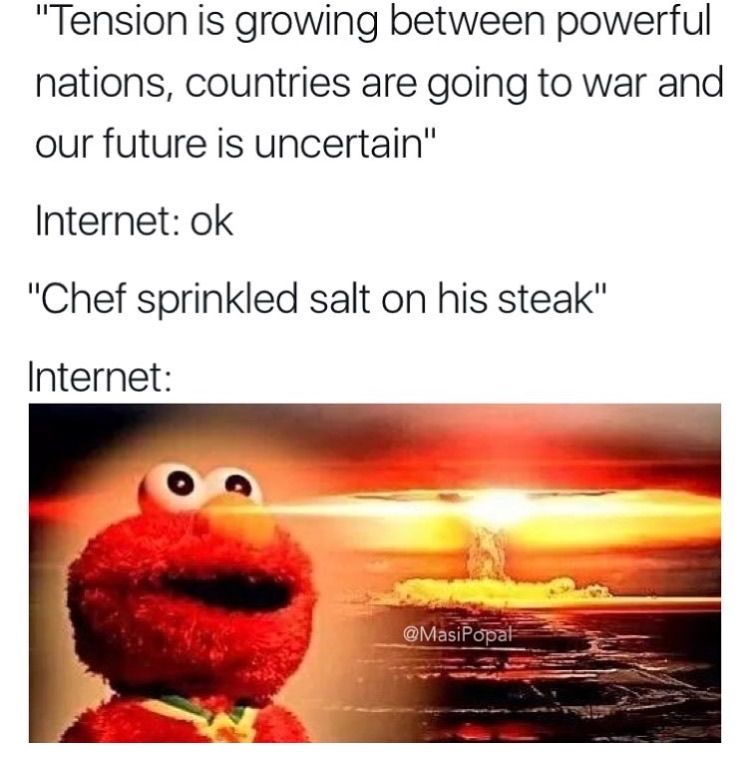 "Tension is growing between powerful
nations, countries are going to war and
our future is uncertain"
Internet: ok
"Chef sprinkled salt on his steak"
Internet:
@MasiPopal